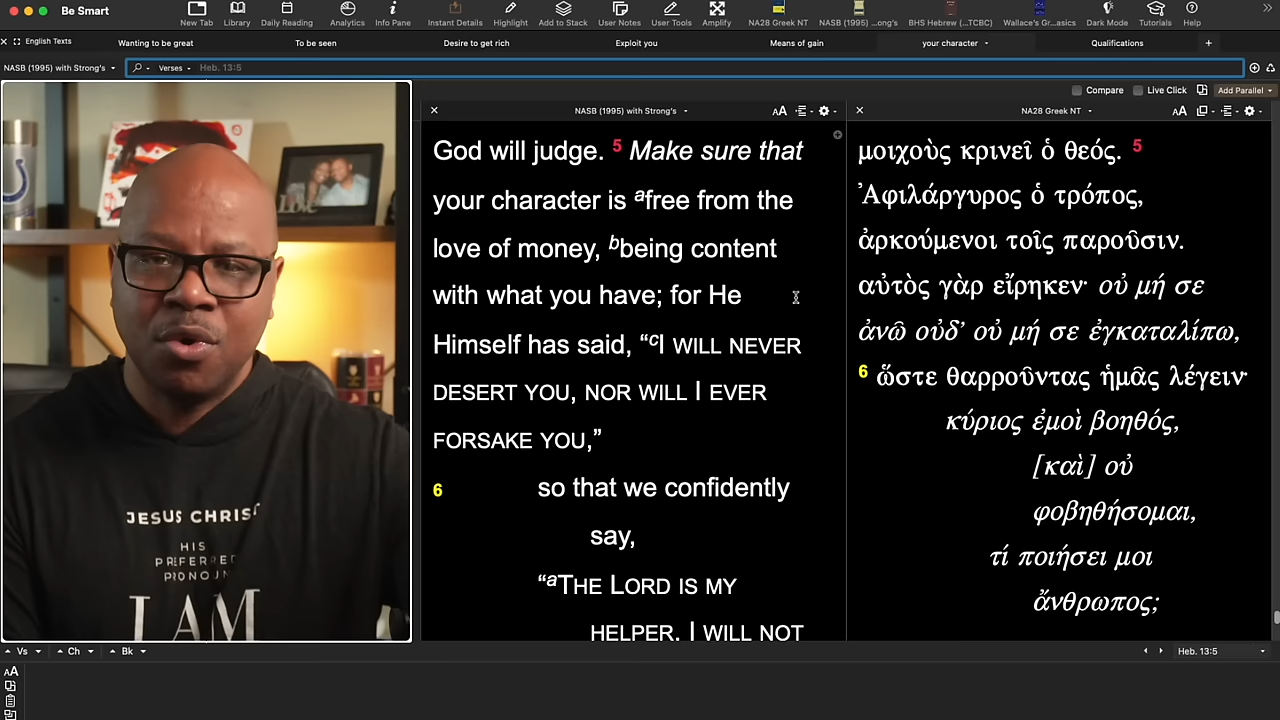 Be Smart
New Tab
Library
Daily Reading
Analytics
Info Pane
Instant Details
Highlight
Add to Stack
User Notes
User Tools
Amplify
NA28 Greek NT
NASB (1995) ...ong's
BHS Hebrew (...TCBC)
Wallace's Gr...asics
Dark Mode
Tutorials
Help
English Texts
Wanting to be great
To be seen
Desire to get rich
Exploit you
Means of gain
your character
Qualifications
NASB (1995) with Strong's
Verses
Heb. 13:5
Compare
Live Click
Add Parallel
NASB (1995) with Strong's
AA
God will judge. 5 Make sure that
your character is afree from the
love of money, bbeing content
with what you have; for He
Himself has said, “cI WILL NEVER
DESERT YOU, NOR WILL I EVER
FORSAKE YOU,”
6 so that we confidently
say,
“aTHE LORD IS MY
HELPER, I WILL NOT
NA28 Greek NT
AA
μοιχοὺς κρινεῖ ὁ θεός. 5
Ἀφιλάργυρος ὁ τρόπος,
ἀρκούμενοι τοῖς παροῦσιν.
αὐτὸς γὰρ εἴρηκεν· οὐ μή σε
ἀνῶ οὐδ’ οὐ μή σε ἐγκαταλίπω,
6 ὥστε θαρροῦντας ἡμᾶς λέγειν·
κύριος ἐμοὶ βοηθός,
[καὶ] οὐ
φοβηθήσομαι,
τί ποιήσει μοι
ἄνθρωπος;
LOVE
JESUS CHRIST
HIS
PREFERRED
PRONOUN
I AM
Vs
Ch
Bk
Heb. 13:5
AA